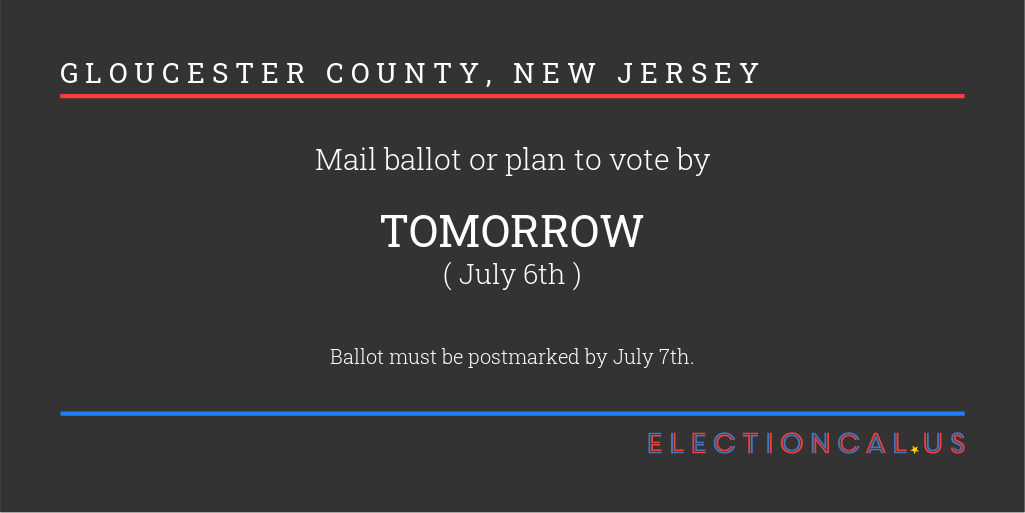 GLOUCESTER COUNTY, NEW JERSEY
Mail ballot or plan to vote by
TOMORROW
( July 6th )
Ballot must be postmarked by July 7th.
ELECTIONCAL.US